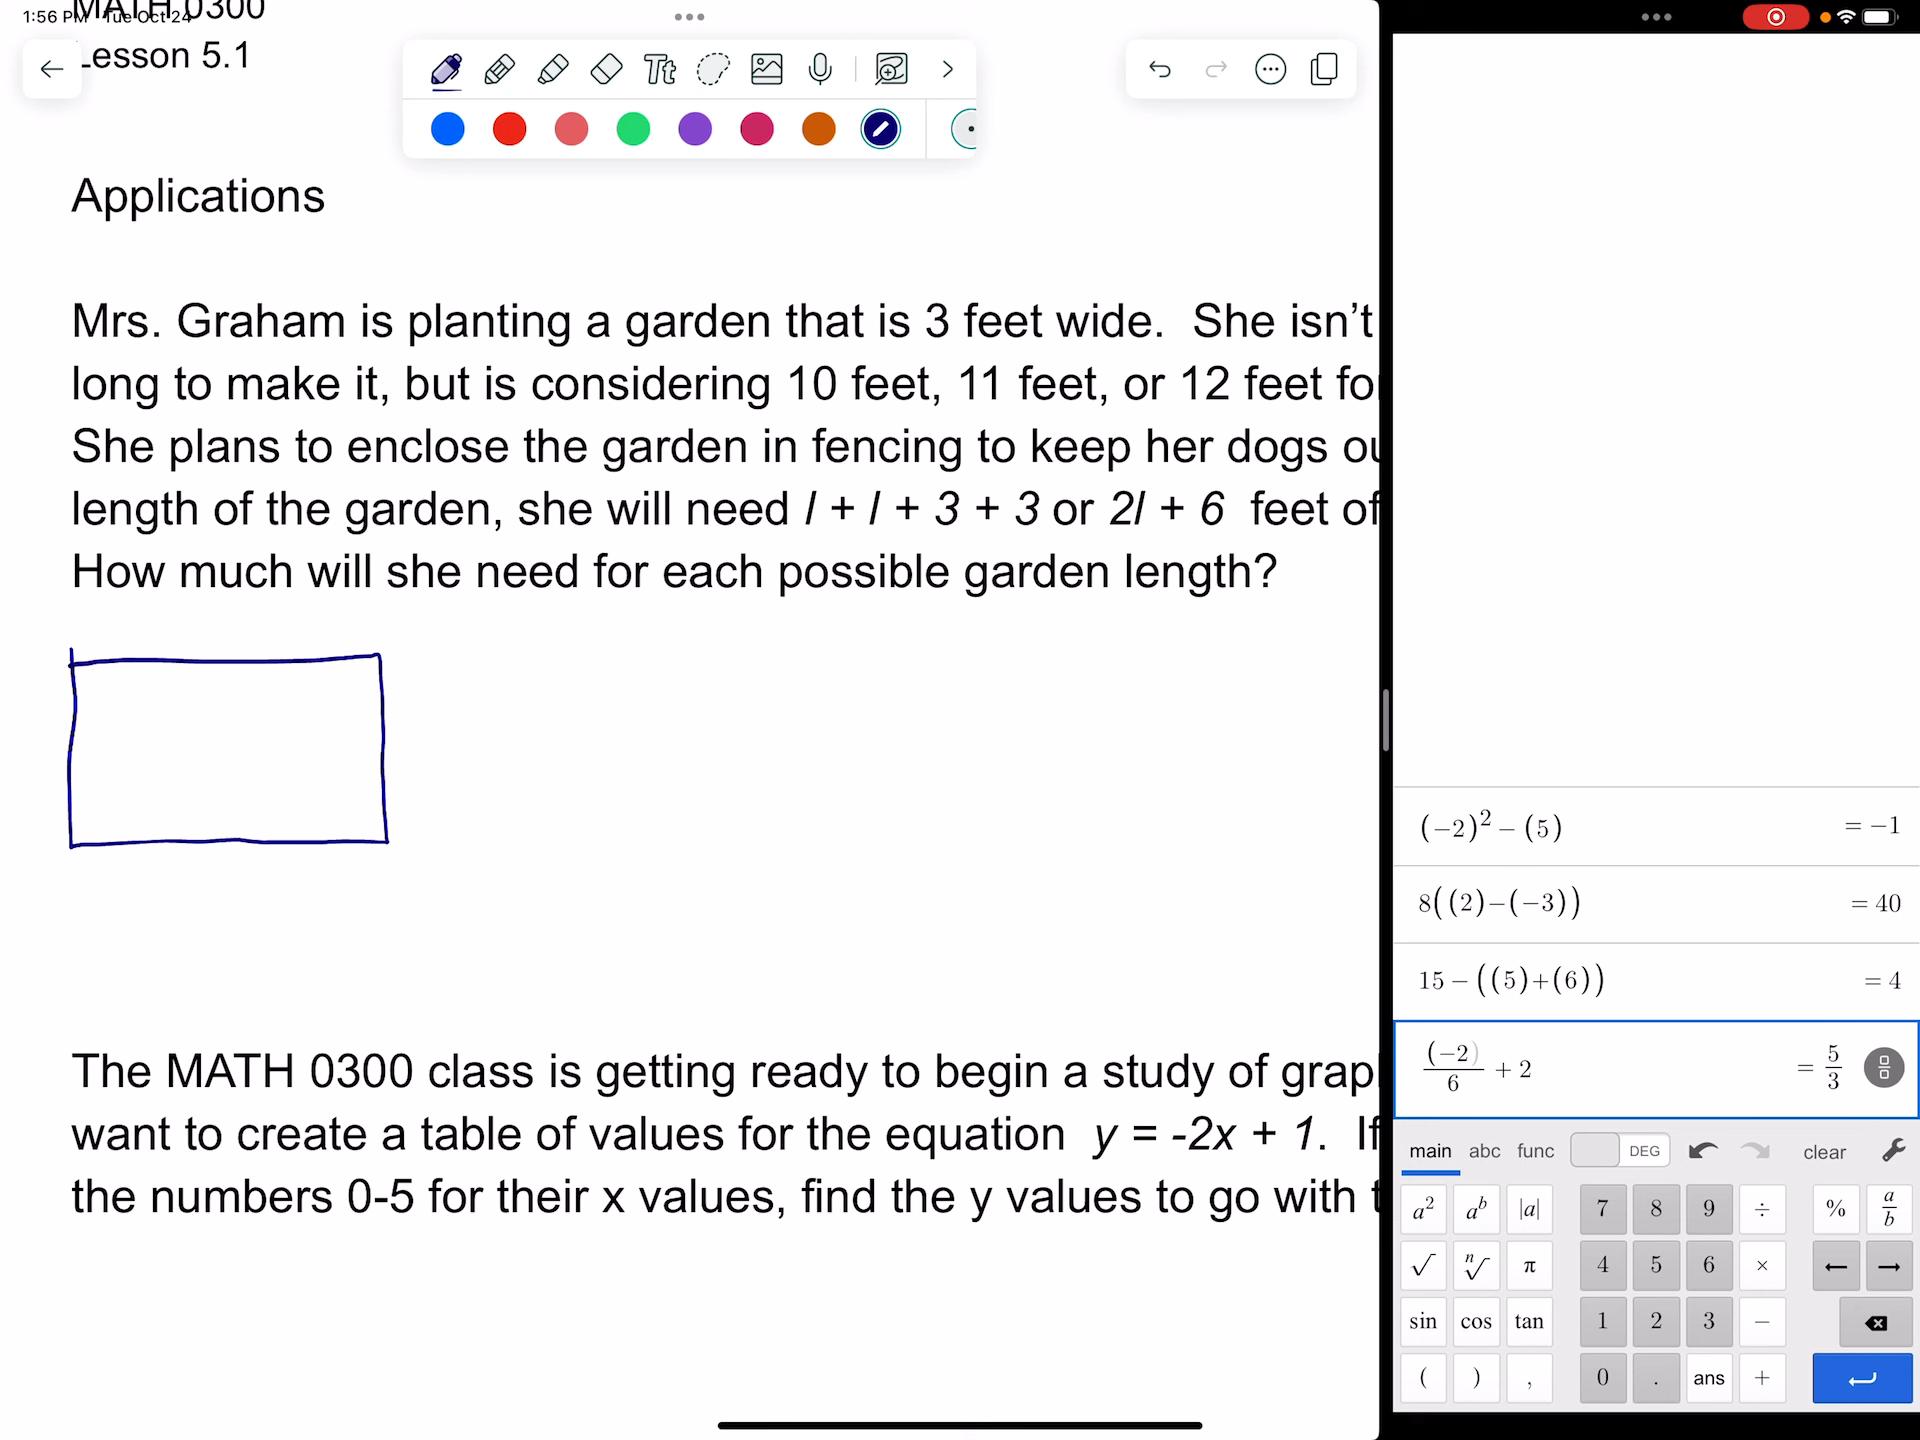 1:56 PM Tue Oct 24
MATH 0300
Lesson 5.1
Tt
Applications
Mrs. Graham is planting a garden that is 3 feet wide. She isn't
long to make it, but is considering 10 feet, 11 feet, or 12 feet fo
She plans to enclose the garden in fencing to keep her dogs ou
length of the garden, she will need l + l + 3 + 3 or 2l + 6 feet of
How much will she need for each possible garden length?
The MATH 0300 class is getting ready to begin a study of grap
want to create a table of values for the equation y = -2x + 1. If
the numbers 0-5 for their x values, find the y values to go with t
(−2)² − (5) = −1
8((2)−(−3)) = 40
15 − ((5)+(6)) = 4
(−2)/6 + 2 = 5/3
main abc func DEG clear
a² aᵇ |a| 7 8 9 ÷ % a/b
√ ⁿ√ π 4 5 6 × ← →
sin cos tan 1 2 3 −
( ) , 0 . ans +